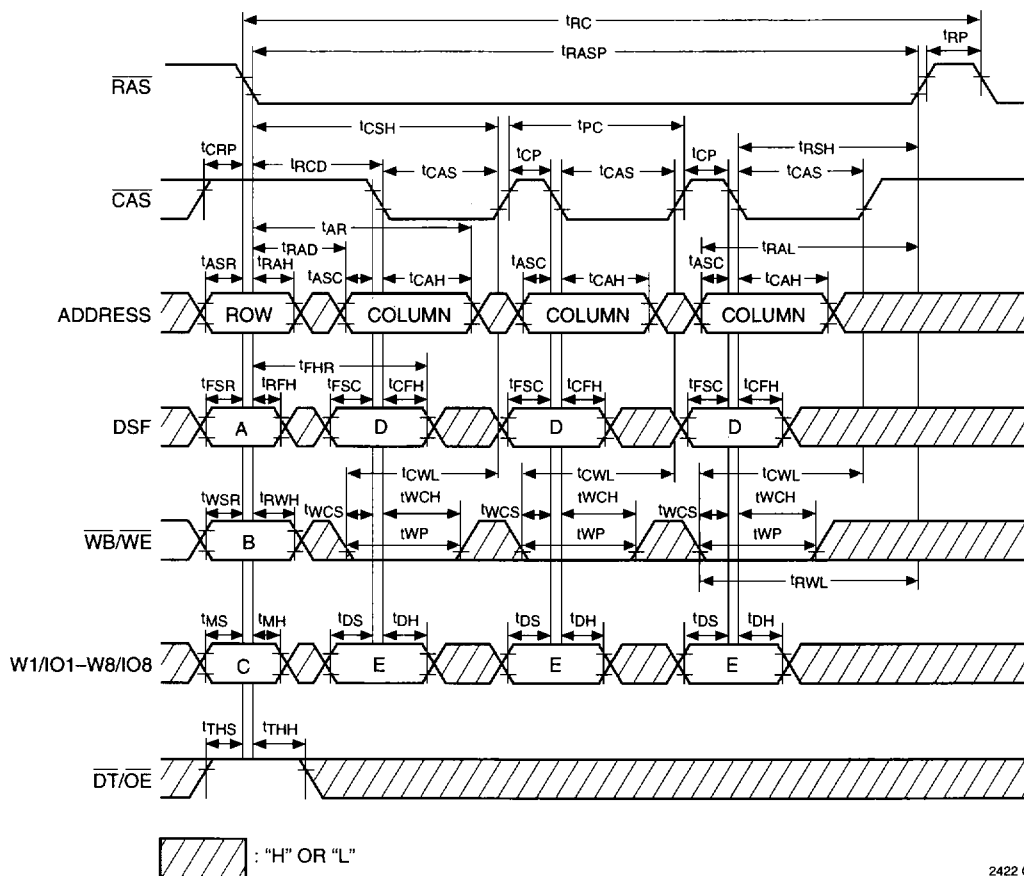 tRC
tRASP
tRP
RAS
tCSH
tPC
tCRP
tRCD
tCP
tCP
tRSH
tCAS
tCAS
tCAS
CAS
tAR
tRAD
tRAL
tASR
tRAH
tASC
tCAH
tASC
tCAH
tASC
tCAH
ADDRESS
ROW
COLUMN
COLUMN
COLUMN
tFHR
tFSR
tRFH
tFSC
tCFH
tFSC
tCFH
tFSC
tCFH
DSF
A
D
D
D
tCWL
tCWL
tCWL
tWSR
tRWH
tWCS
tWCH
tWCS
tWCH
tWCS
tWCH
WB/WE
B
tWP
tWP
tWP
tRWL
tMS
tMH
tDS
tDH
tDS
tDH
tDS
tDH
W1/IO1–W8/IO8
C
E
E
E
tTHS
tTHH
DT/OE
: "H" OR "L"
2422